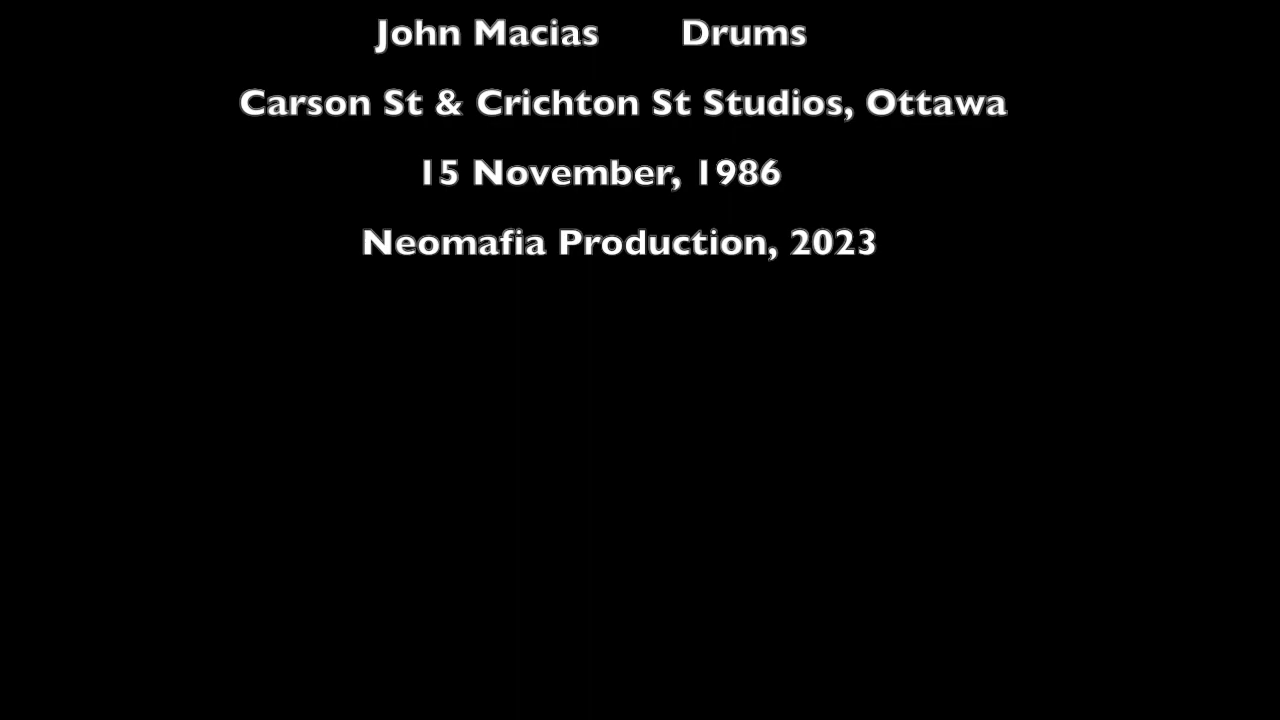 John Macias Drums
Carson St & Crichton St Studios, Ottawa
15 November, 1986
Neomafia Production, 2023